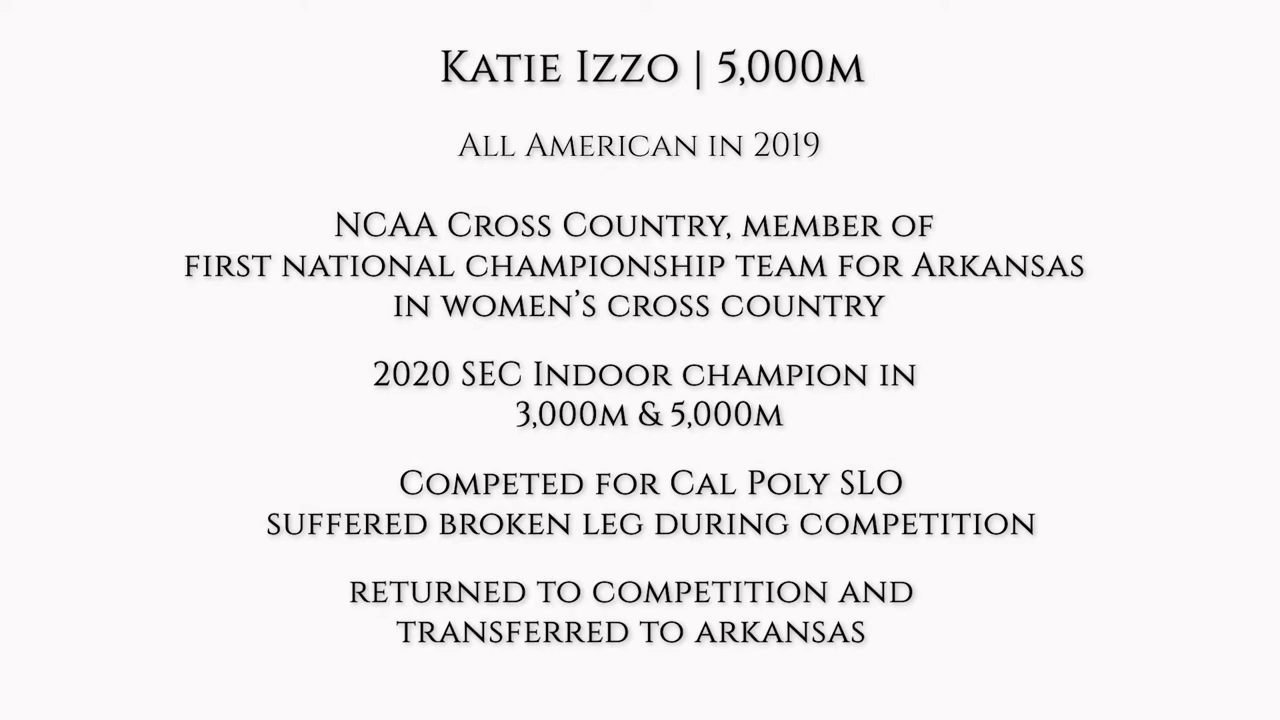 Katie Izzo | 5,000m
All American in 2019
NCAA Cross Country, member of
first national championship team for Arkansas
in women's cross country
2020 SEC Indoor champion in
3,000m & 5,000m
Competed for Cal Poly SLO
suffered broken leg during competition
returned to competition and
transferred to arkansas